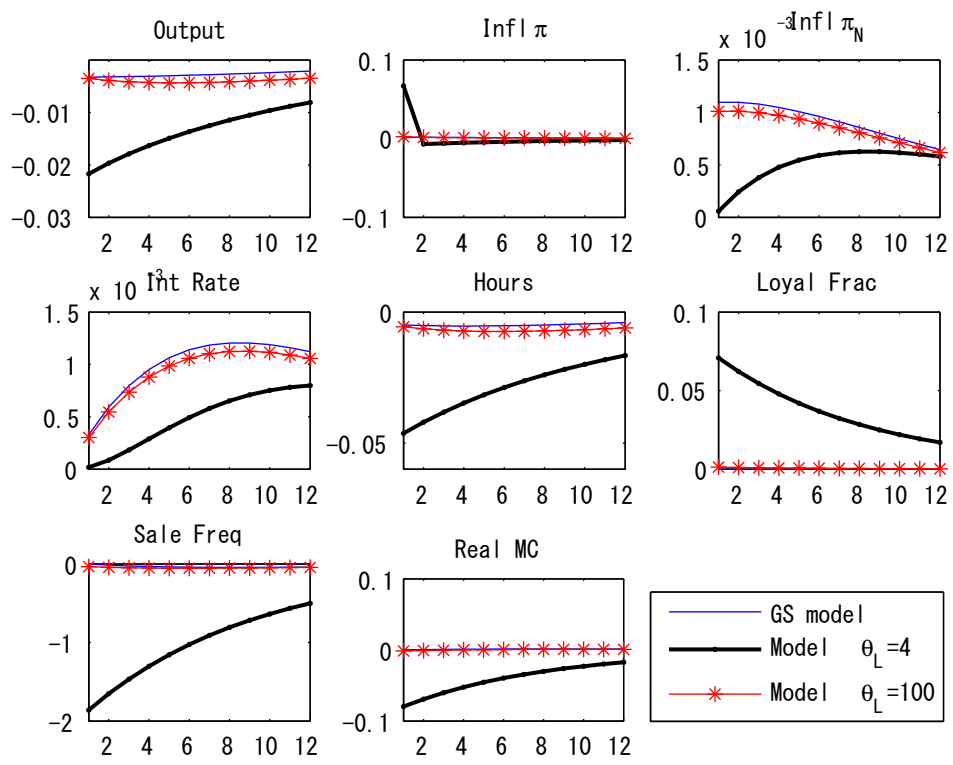 Output
-0.01
-0.02
-0.03
2 4 6 8 10 12
Infl π
0.1
0
-0.1
2 4 6 8 10 12
x 10⁻³
Infl π_N
1.5
1
0.5
0
2 4 6 8 10 12
x 10⁻³
Int Rate
1.5
1
0.5
0
2 4 6 8 10 12
Hours
0
-0.05
2 4 6 8 10 12
Loyal Frac
0.1
0.05
0
2 4 6 8 10 12
Sale Freq
0
-1
-2
2 4 6 8 10 12
Real MC
0.1
0
-0.1
2 4 6 8 10 12
GS model
Model θ_L=4
Model θ_L=100